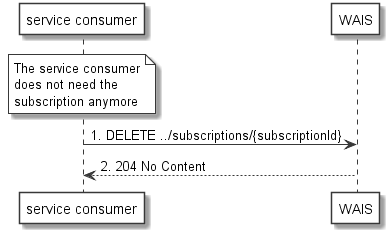 service consumer
WAIS
The service consumer
does not need the
subscription anymore
1. DELETE ../subscriptions/{subscriptionId}
2. 204 No Content
service consumer
WAIS